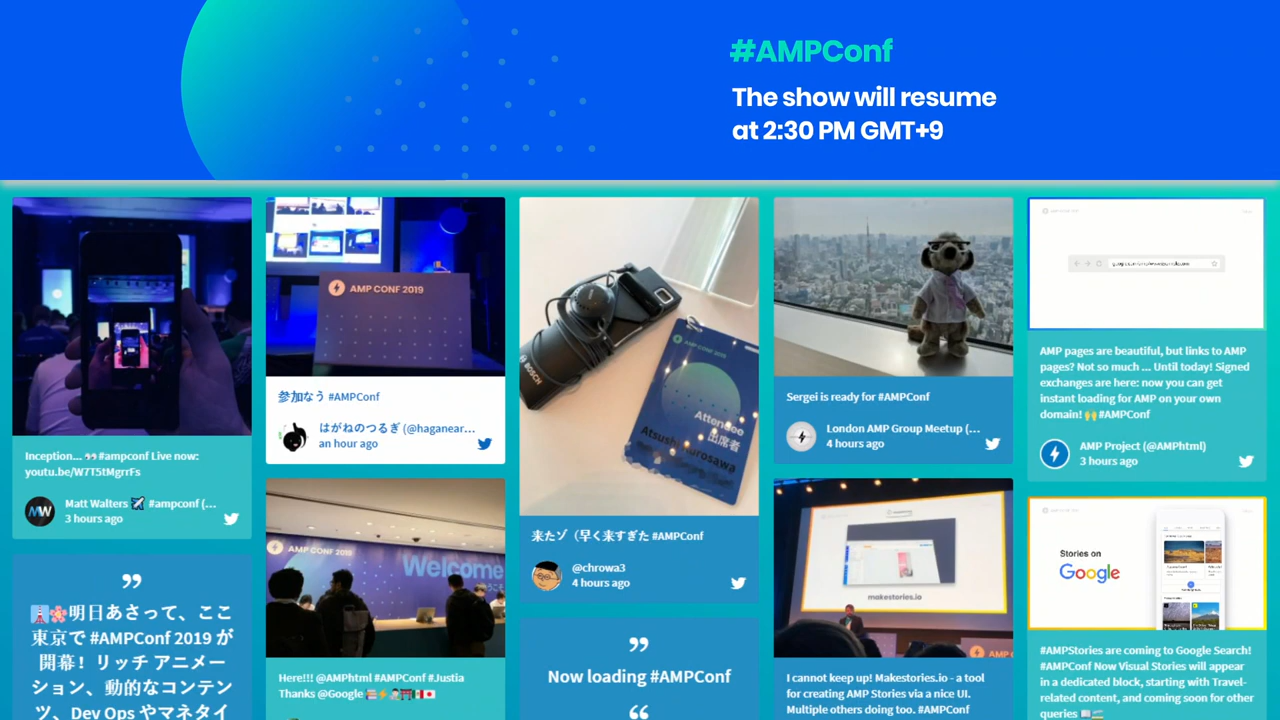 #AMPConf
The show will resume
at 2:30 PM GMT+9
Inception... 👀 #ampconf Live now:
youtu.be/W7T5tMgrrFs
Matt Walters ✈️ #ampconf (...
3 hours ago
”
🗼🌸明日あさって、ここ
東京で #AMPConf 2019 が
開幕！リッチ アニメー
ション、動的なコンテン
ツ、Dev Ops やマネタイ
AMP CONF 2019
参加なう #AMPConf
はがねのつるぎ (@haganear...
an hour ago
AMP CONF 2019
Welcome
Here!!! @AMPhtml #AMPConf #Justia
Thanks @Google
BOSCH
AMP CONF 2019
Attendee
出席者
Atsushi Kurosawa
来たゾ（早く来すぎた #AMPConf
@chrowa3
4 hours ago
”
Now loading #AMPConf
“
Sergei is ready for #AMPConf
London AMP Group Meetup (...
4 hours ago
makestories.io
AMP
I cannot keep up! Makestories.io - a tool
for creating AMP Stories via a nice UI.
Multiple others doing too. #AMPConf
AMP pages are beautiful, but links to AMP
pages? Not so much ... Until today! Signed
exchanges are here: now you can get
instant loading for AMP on your own
domain! 🙌 #AMPConf
AMP Project (@AMPhtml)
3 hours ago
Stories on
Google
#AMPStories are coming to Google Search!
#AMPConf Now Visual Stories will appear
in a dedicated block, starting with Travel-
related content, and coming soon for other
queries